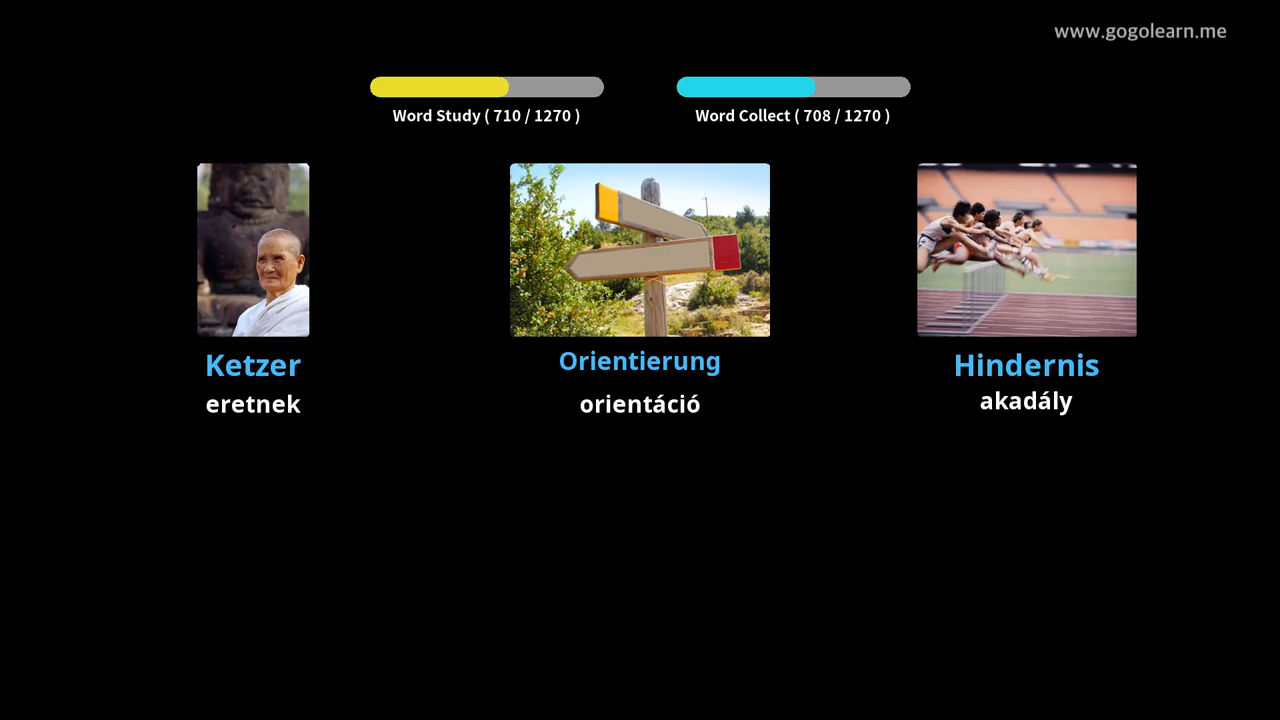 www.gogolearn.me
Word Study ( 710 / 1270 )
Word Collect ( 708 / 1270 )
Ketzer
eretnek
Orientierung
orientáció
Hindernis
akadály